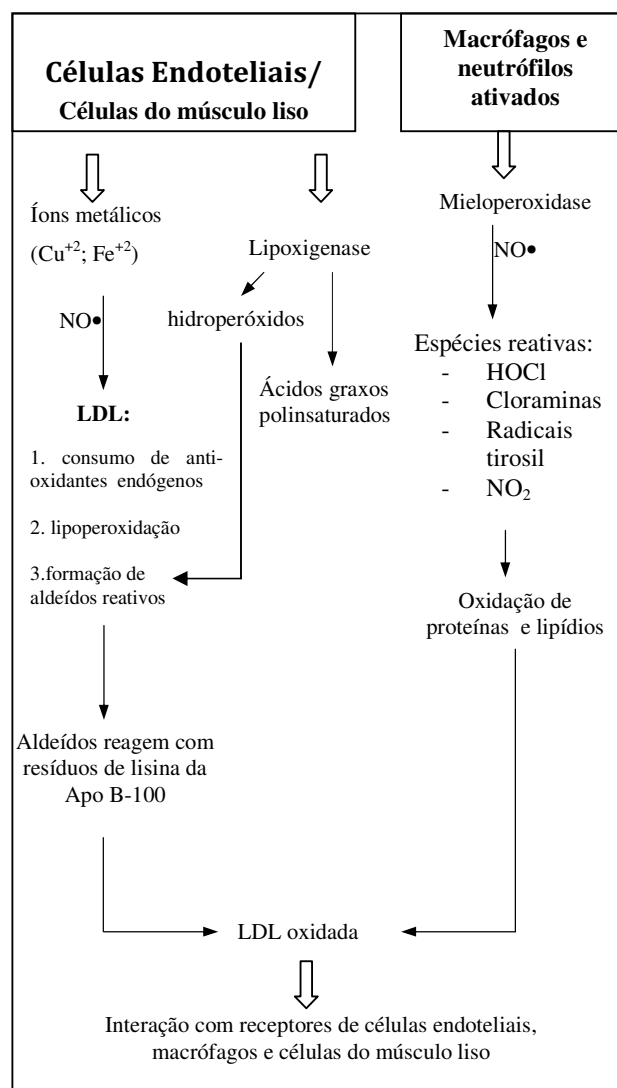 Células Endoteliais/
Células do músculo liso
Macrófagos e
neutrófilos
ativados
Íons metálicos
(Cu⁺²; Fe⁺²)
NO●
LDL:
1. consumo de anti-
oxidantes endógenos
2. lipoperoxidação
3.formação de
aldeídos reativos
Aldeídos reagem com
resíduos de lisina da
Apo B-100
Lipoxigenase
hidroperóxidos
Ácidos graxos
polinsaturados
Mieloperoxidase
NO●
Espécies reativas:
- HOCl
- Cloraminas
- Radicais
tirosil
- NO₂
Oxidação de
proteínas e lipídios
LDL oxidada
Interação com receptores de células endoteliais,
macrófagos e células do músculo liso